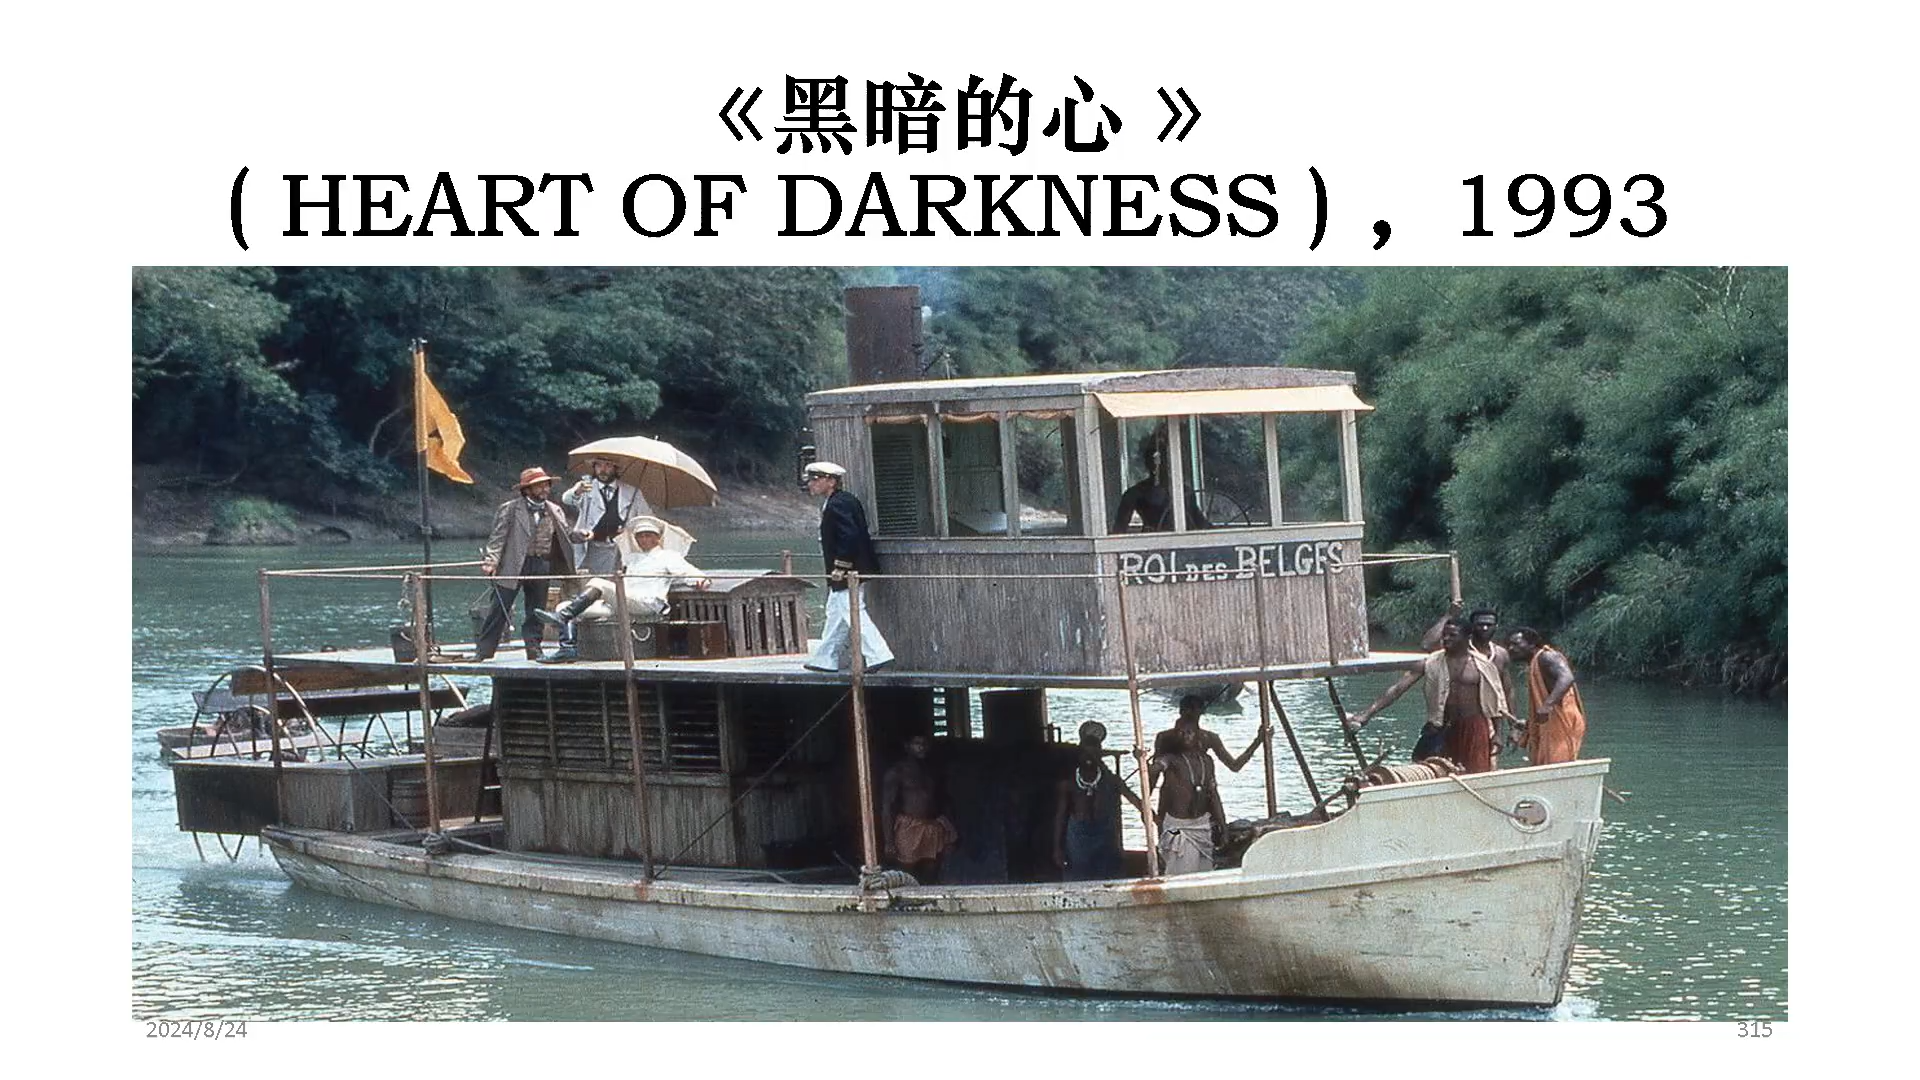 《黑暗的心 》
( HEART OF DARKNESS )，1993
ROI DES BELGES
2024/8/24
315